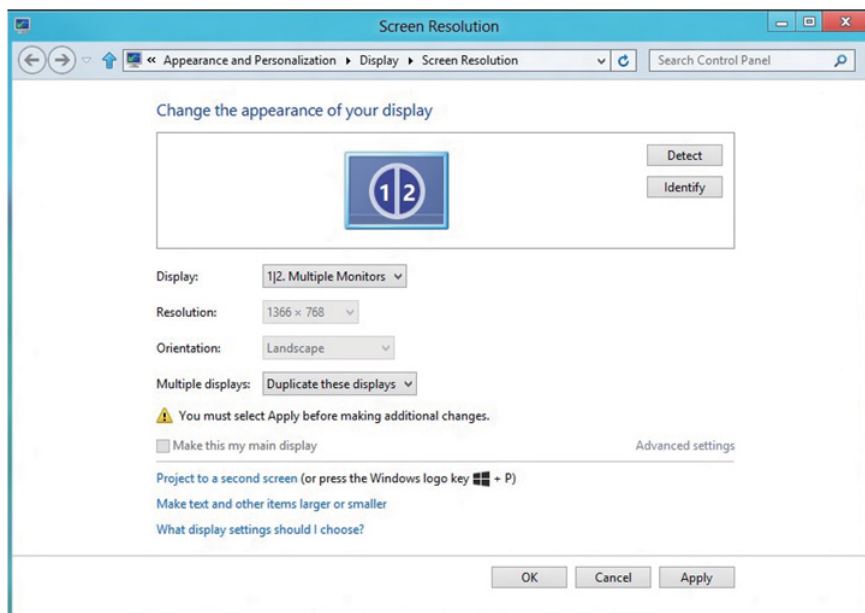 Screen Resolution
« Appearance and Personalization Display Screen Resolution Search Control Panel
Change the appearance of your display
1 2
Detect
Identify
Display: 1|2. Multiple Monitors
Resolution: 1366 × 768
Orientation: Landscape
Multiple displays: Duplicate these displays
You must select Apply before making additional changes.
Make this my main display Advanced settings
Project to a second screen (or press the Windows logo key + P)
Make text and other items larger or smaller
What display settings should I choose?
OK Cancel Apply